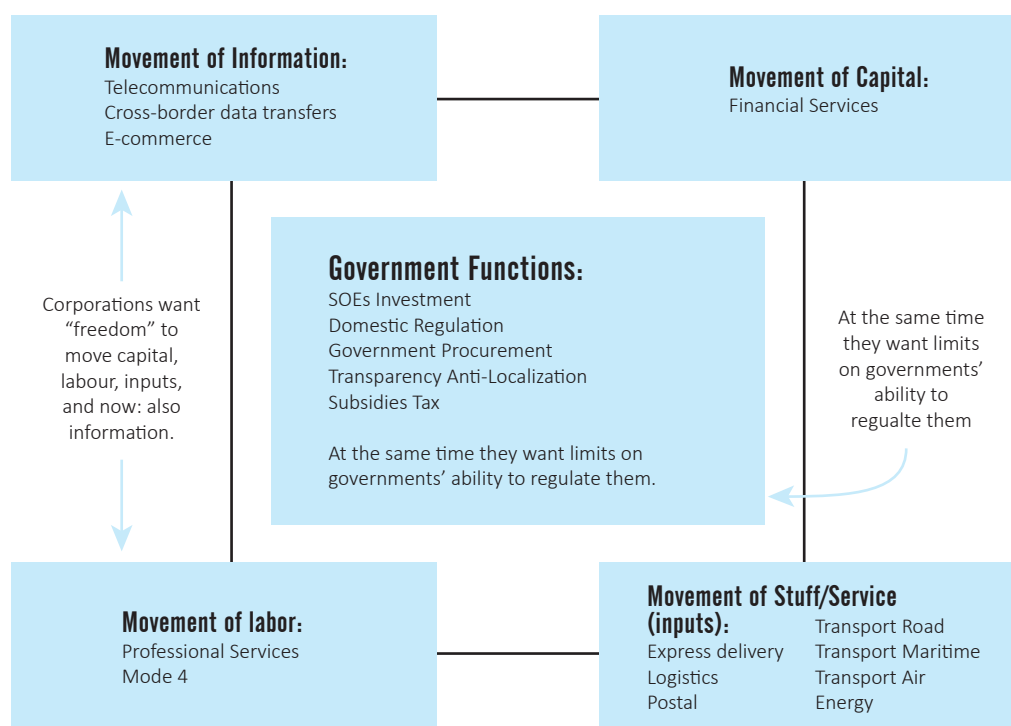 Movement of Information:
Telecommunications
Cross-border data transfers
E-commerce
Movement of Capital:
Financial Services
Corporations want
“freedom” to
move capital,
labour, inputs,
and now: also
information.
Government Functions:
SOEs Investment
Domestic Regulation
Government Procurement
Transparency Anti-Localization
Subsidies Tax
At the same time they want limits on
governments’ ability to regulate them.
At the same time
they want limits
on governments’
ability to
regualte them
Movement of labor:
Professional Services
Mode 4
Movement of Stuff/Service
(inputs):
Express delivery
Logistics
Postal
Transport Road
Transport Maritime
Transport Air
Energy